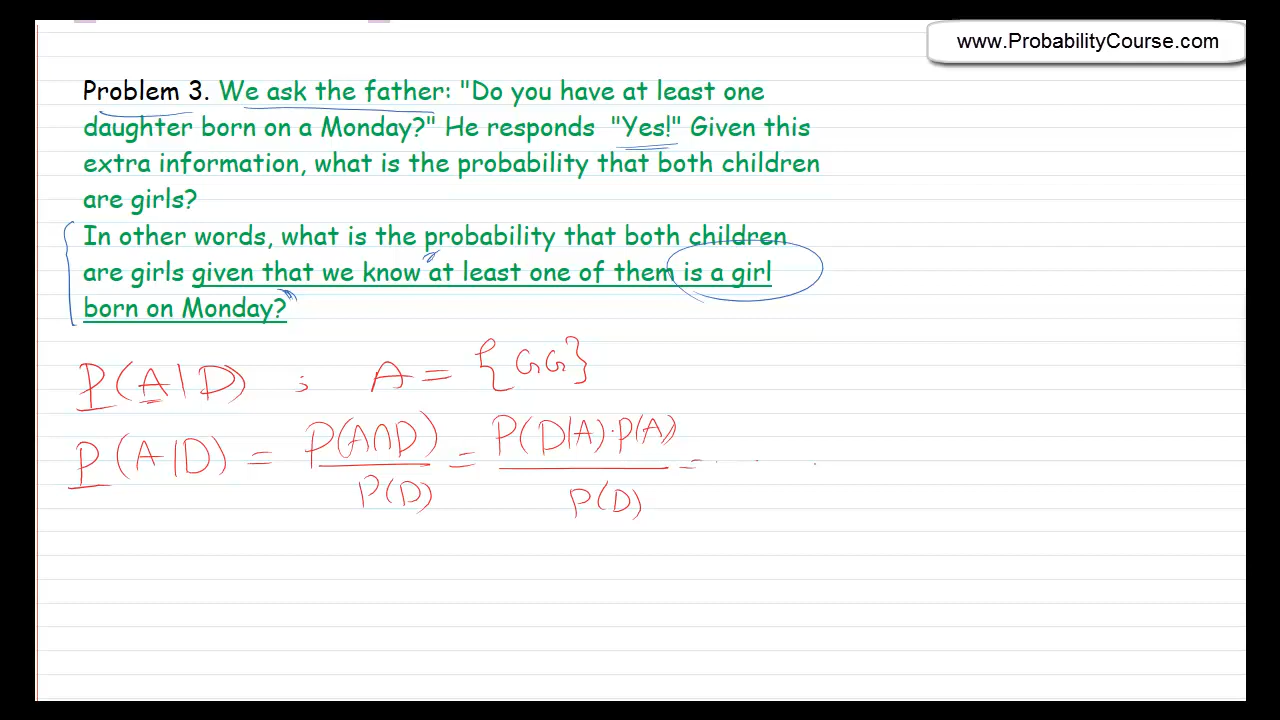 www.ProbabilityCourse.com
Problem 3. We ask the father: "Do you have at least one
daughter born on a Monday?" He responds "Yes!" Given this
extra information, what is the probability that both children
are girls?
In other words, what is the probability that both children
are girls given that we know at least one of them is a girl
born on Monday?
P(A|D) ; A = {GG}
P(A|D) = P(A∩D) / P(D) = P(D|A)·P(A) / P(D) = ....